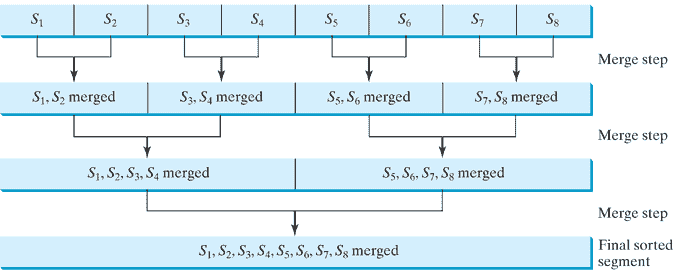 S1 S2 S3 S4 S5 S6 S7 S8
Merge step
S1, S2 merged S3, S4 merged S5, S6 merged S7, S8 merged
Merge step
S1, S2, S3, S4 merged S5, S6, S7, S8 merged
Merge step
S1, S2, S3, S4, S5, S6, S7, S8 merged
Final sorted
segment